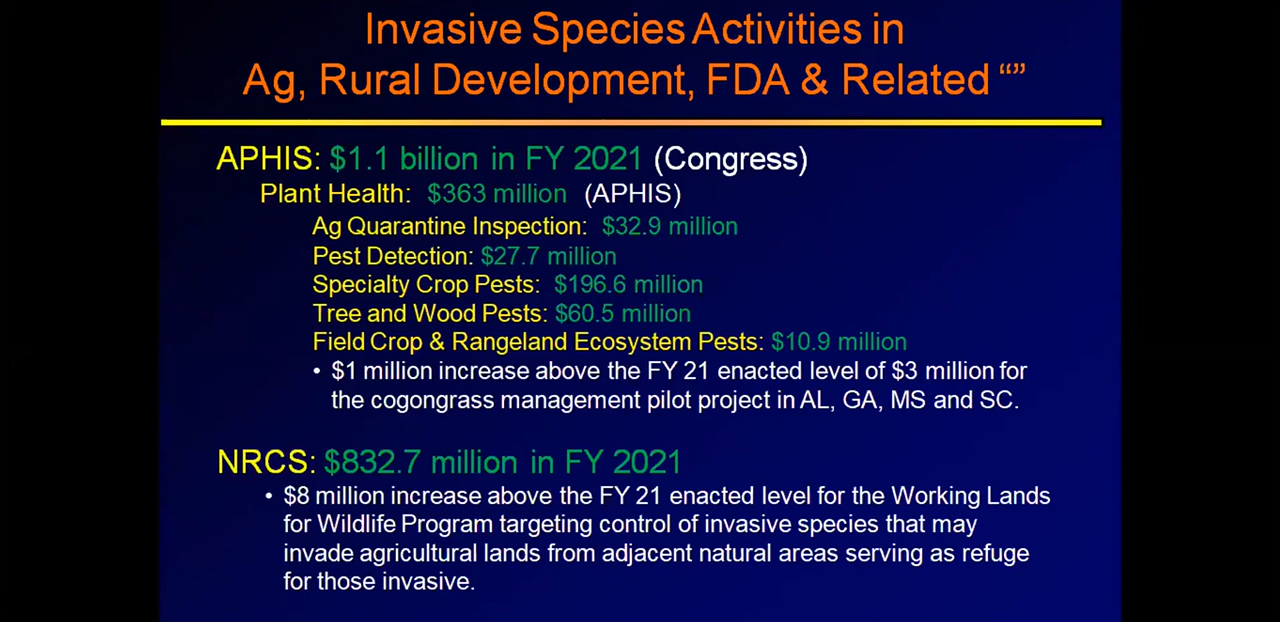 Invasive Species Activities in
Ag, Rural Development, FDA & Related “”
APHIS: $1.1 billion in FY 2021 (Congress)
Plant Health: $363 million (APHIS)
Ag Quarantine Inspection: $32.9 million
Pest Detection: $27.7 million
Specialty Crop Pests: $196.6 million
Tree and Wood Pests: $60.5 million
Field Crop & Rangeland Ecosystem Pests: $10.9 million
• $1 million increase above the FY 21 enacted level of $3 million for
the cogongrass management pilot project in AL, GA, MS and SC.
NRCS: $832.7 million in FY 2021
• $8 million increase above the FY 21 enacted level for the Working Lands
for Wildlife Program targeting control of invasive species that may
invade agricultural lands from adjacent natural areas serving as refuge
for those invasive.